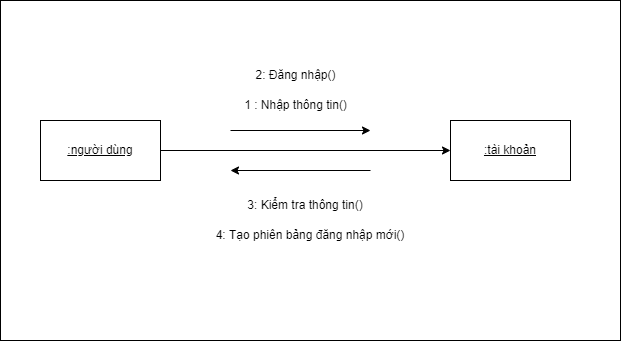 2: Đăng nhập()
1 : Nhập thông tin()
:người dùng
:tài khoản
3: Kiểm tra thông tin()
4: Tạo phiên bảng đăng nhập mới()